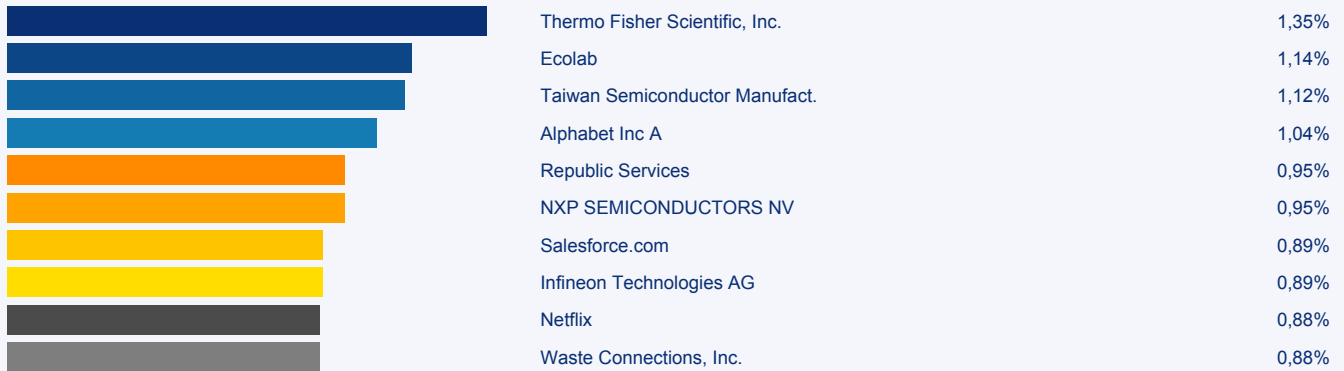 Thermo Fisher Scientific, Inc. 1,35%
Ecolab 1,14%
Taiwan Semiconductor Manufact. 1,12%
Alphabet Inc A 1,04%
Republic Services 0,95%
NXP SEMICONDUCTORS NV 0,95%
Salesforce.com 0,89%
Infineon Technologies AG 0,89%
Netflix 0,88%
Waste Connections, Inc. 0,88%